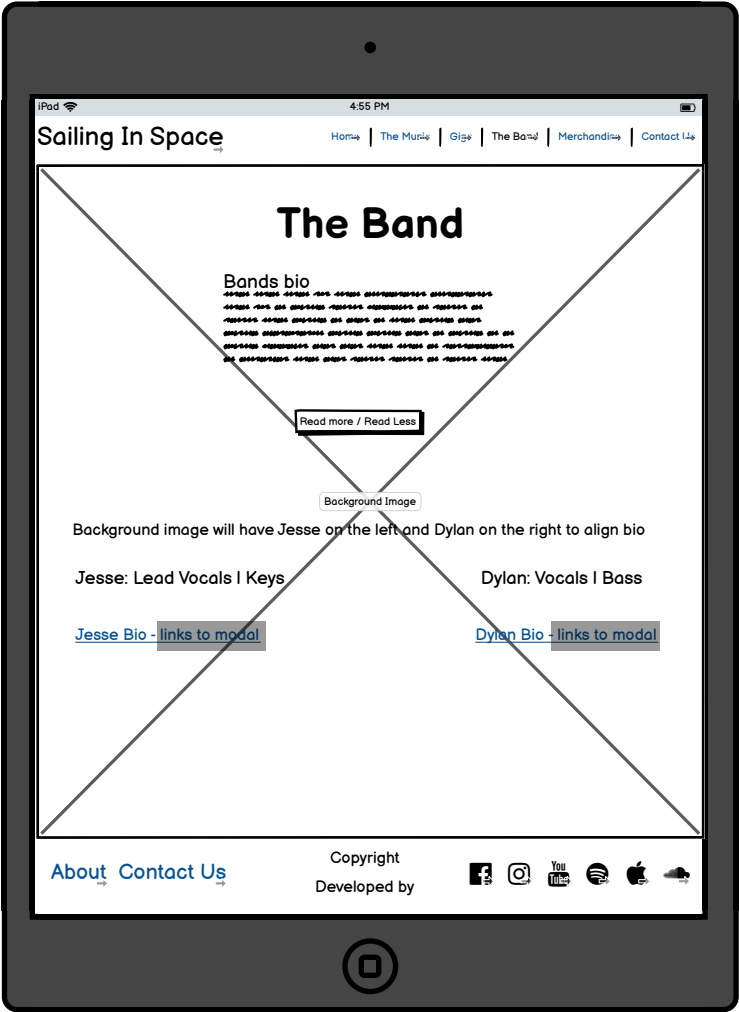 iPad 4:55 PM
Sailing In Space
Home | The Music | Gigs | The Band | Merchandise | Contact Us
The Band
Bands bio
Read more / Read Less
Background Image
Background image will have Jesse on the left and Dylan on the right to align bio
Jesse: Lead Vocals | Keys
Dylan: Vocals | Bass
Jesse Bio - links to modal
Dylan Bio - links to modal
About Contact Us
Copyright
Developed by
You
Tube